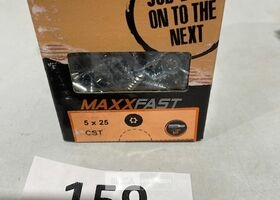 ON TO THE
NEXT
MAXXFAST
5 x 25
CST
159